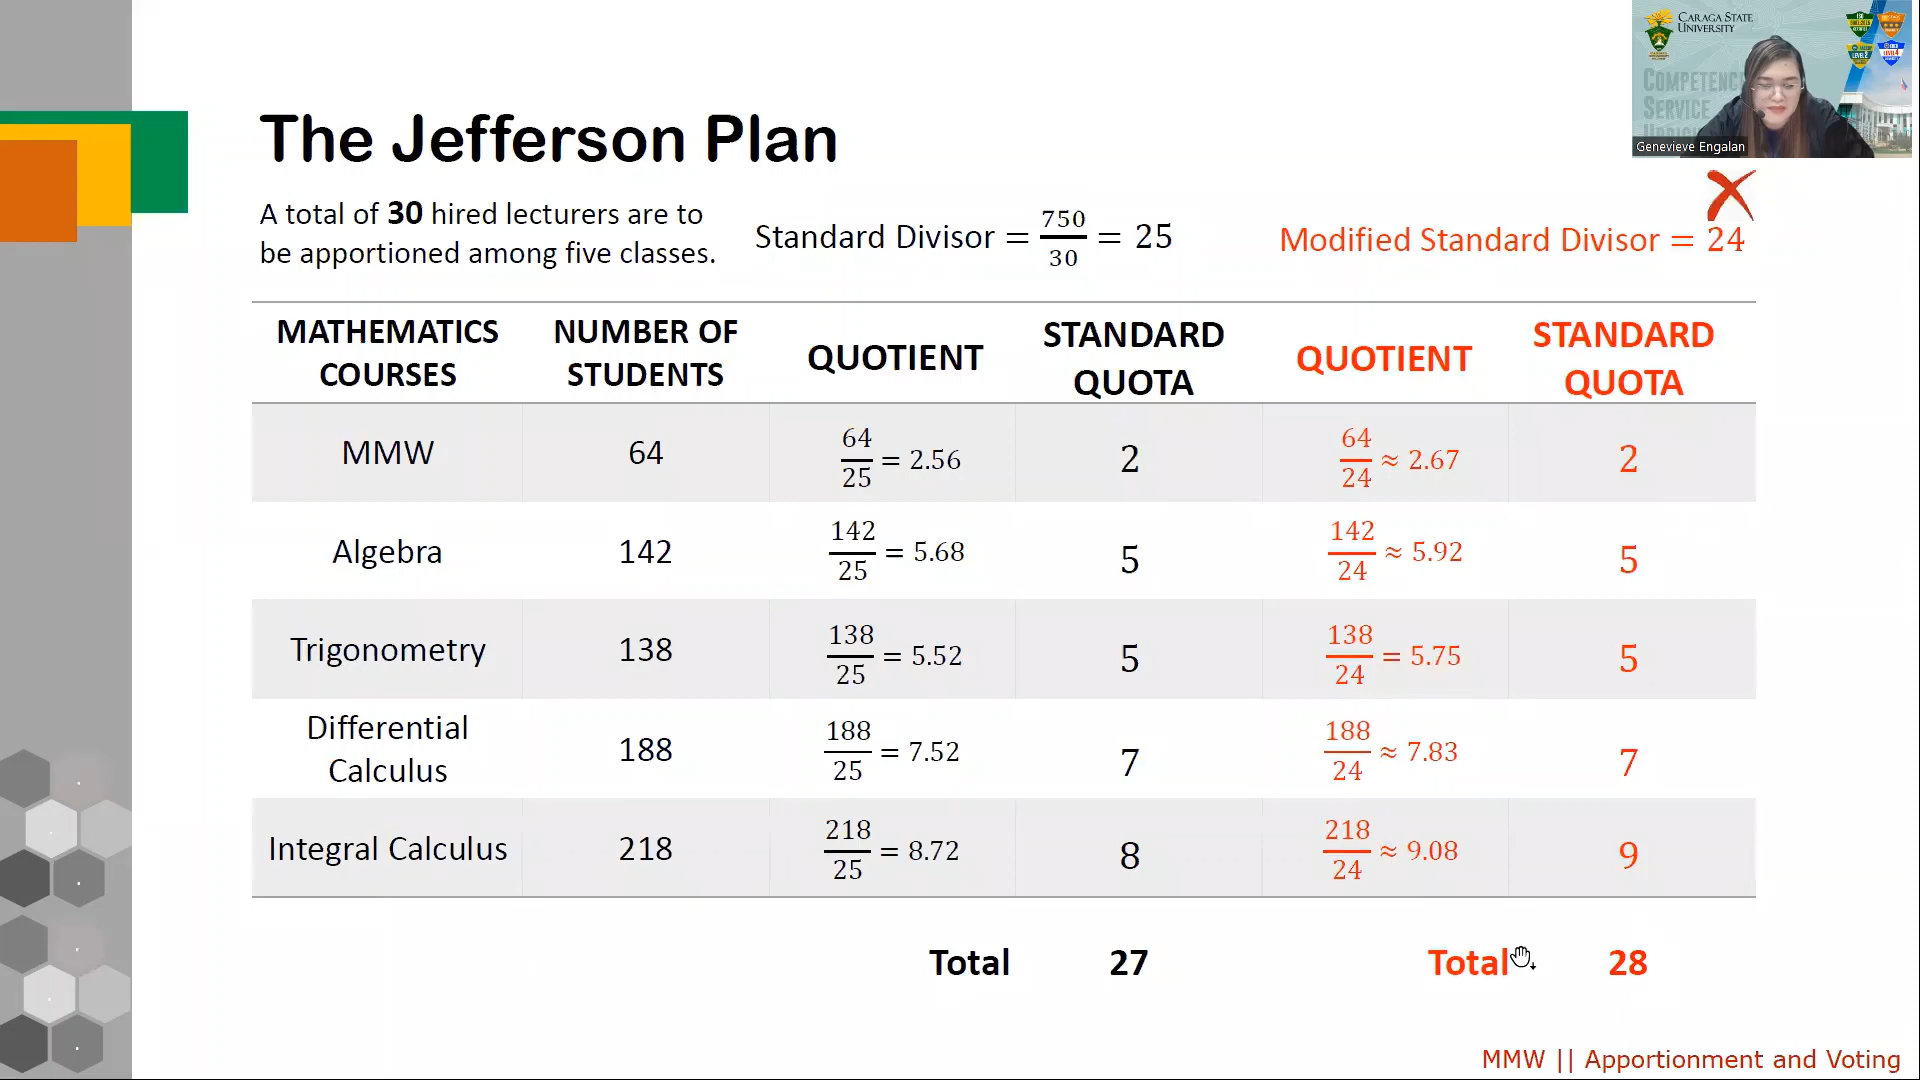 CARAGA STATE
UNIVERSITY
COMPETENC
SERVICE
Genevieve Engalan
The Jefferson Plan
A total of 30 hired lecturers are to
be apportioned among five classes.
Standard Divisor = 750/30 = 25
Modified Standard Divisor = 24
MATHEMATICS COURSES NUMBER OF STUDENTS QUOTIENT STANDARD QUOTA QUOTIENT STANDARD QUOTA
MMW 64 64/25 = 2.56 2 64/24 ≈ 2.67 2
Algebra 142 142/25 = 5.68 5 142/24 ≈ 5.92 5
Trigonometry 138 138/25 = 5.52 5 138/24 = 5.75 5
Differential Calculus 188 188/25 = 7.52 7 188/24 ≈ 7.83 7
Integral Calculus 218 218/25 = 8.72 8 218/24 ≈ 9.08 9
Total 27 Total 28
MMW || Apportionment and Voting